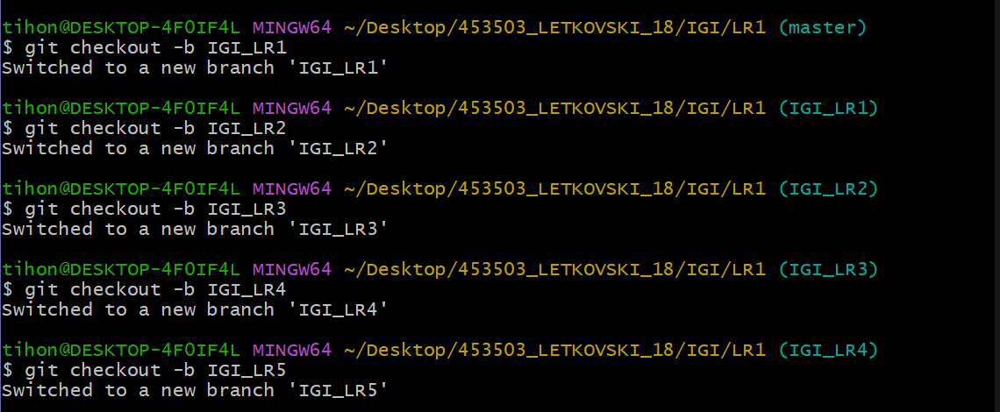 tihon@DESKTOP-4F0IF4L MINGW64 ~/Desktop/453503_LETKOVSKI_18/IGI/LR1 (master)
$ git checkout -b IGI_LR1
Switched to a new branch 'IGI_LR1'
tihon@DESKTOP-4F0IF4L MINGW64 ~/Desktop/453503_LETKOVSKI_18/IGI/LR1 (IGI_LR1)
$ git checkout -b IGI_LR2
Switched to a new branch 'IGI_LR2'
tihon@DESKTOP-4F0IF4L MINGW64 ~/Desktop/453503_LETKOVSKI_18/IGI/LR1 (IGI_LR2)
$ git checkout -b IGI_LR3
Switched to a new branch 'IGI_LR3'
tihon@DESKTOP-4F0IF4L MINGW64 ~/Desktop/453503_LETKOVSKI_18/IGI/LR1 (IGI_LR3)
$ git checkout -b IGI_LR4
Switched to a new branch 'IGI_LR4'
tihon@DESKTOP-4F0IF4L MINGW64 ~/Desktop/453503_LETKOVSKI_18/IGI/LR1 (IGI_LR4)
$ git checkout -b IGI_LR5
Switched to a new branch 'IGI_LR5'